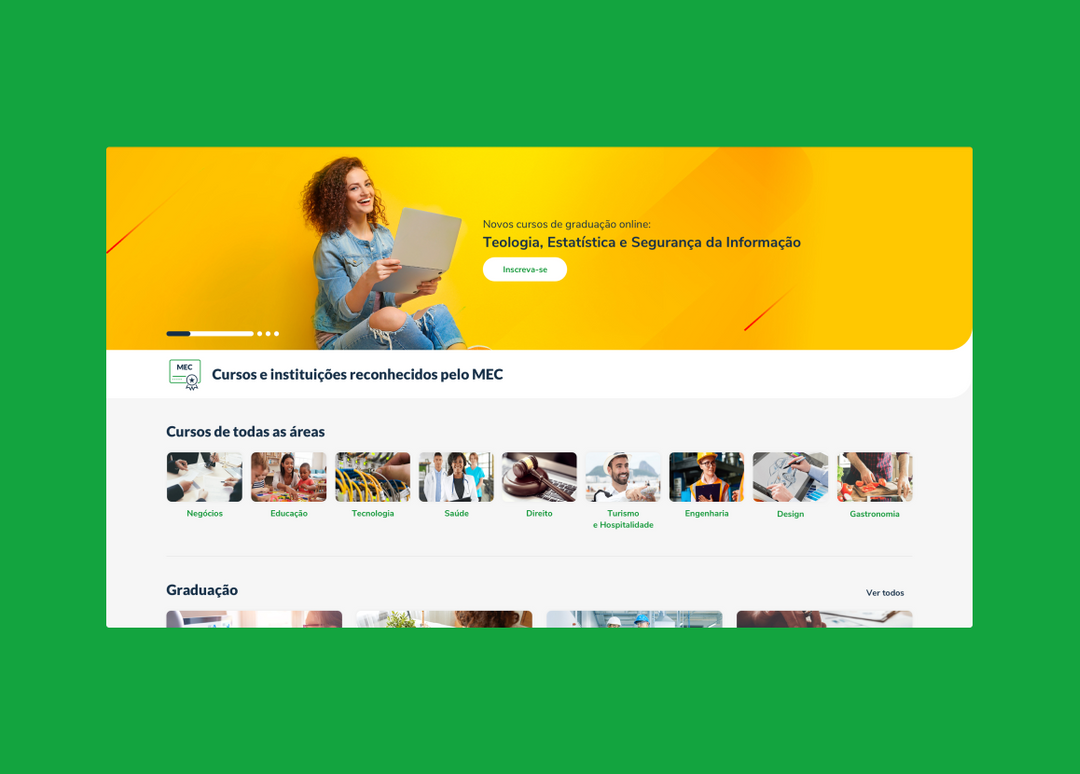 Novos cursos de graduação online:
Teologia, Estatística e Segurança da Informação
Inscreva-se
MEC
Cursos e instituições reconhecidos pelo MEC
Cursos de todas as áreas
Negócios
Educação
Tecnologia
Saúde
Direito
Turismo
e Hospitalidade
Engenharia
Design
Gastronomia
Graduação
Ver todos